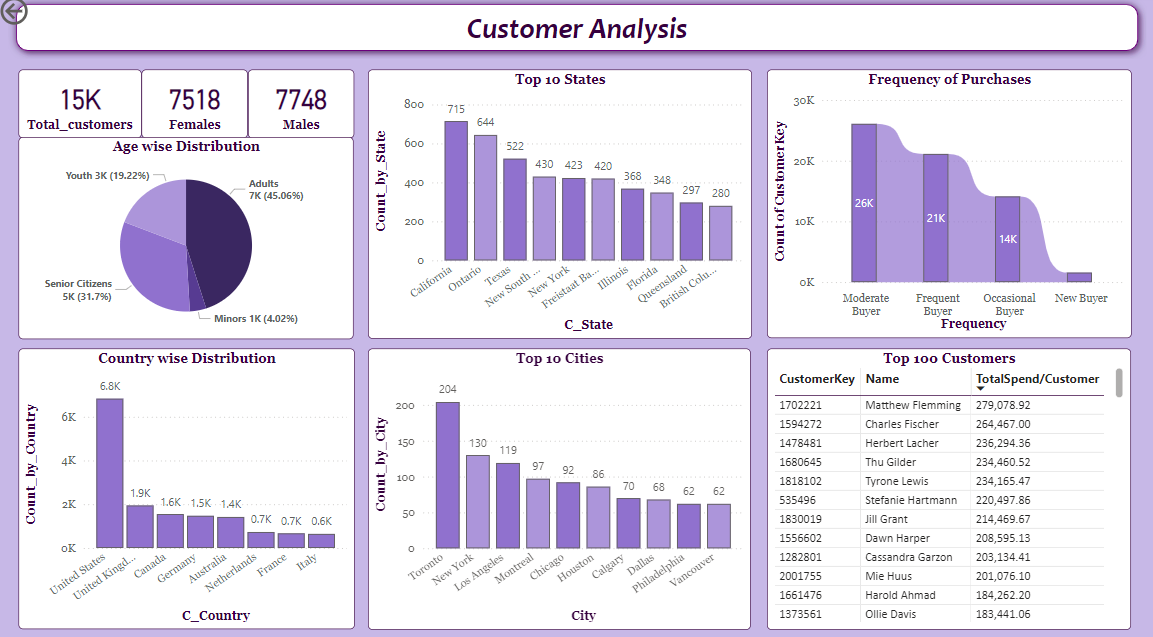 Customer Analysis
15K
Total_customers
7518
Females
7748
Males
Age wise Distribution
Youth 3K (19.22%)
Adults
7K (45.06%)
Senior Citizens
5K (31.7%)
Minors 1K (4.02%)
Top 10 States
Count_by_State
800
600
400
200
0
715
644
522
430
423
420
368
348
297
280
California
Ontario
Texas
New South ...
New York
Freistaat Ba...
Illinois
Florida
Queensland
British Colu...
C_State
Frequency of Purchases
Count of CustomerKey
30K
20K
10K
0K
26K
21K
14K
Moderate
Buyer
Frequent
Buyer
Occasional
Buyer
New Buyer
Frequency
Country wise Distribution
Count_by_Country
6K
4K
2K
0K
6.8K
1.9K
1.6K
1.5K
1.4K
0.7K
0.7K
0.6K
United States
United Kingd...
Canada
Germany
Australia
Netherlands
France
Italy
C_Country
Top 10 Cities
Count_by_City
200
150
100
50
0
204
130
119
97
92
86
70
68
62
62
Toronto
New York
Los Angeles
Montreal
Chicago
Houston
Calgary
Dallas
Philadelphia
Vancouver
City
Top 100 Customers
CustomerKey Name TotalSpend/Customer
1702221 Matthew Flemming 279,078.92
1594272 Charles Fischer 264,467.00
1478481 Herbert Lacher 236,294.36
1680645 Thu Gilder 234,460.52
1818102 Tyrone Lewis 234,165.47
535496 Stefanie Hartmann 220,497.86
1830019 Jill Grant 214,469.67
1556602 Dawn Harper 208,595.13
1282801 Cassandra Garzon 203,134.41
2001755 Mie Huus 201,076.10
1661476 Harold Ahmad 184,262.20
1373561 Ollie Davis 183,441.06